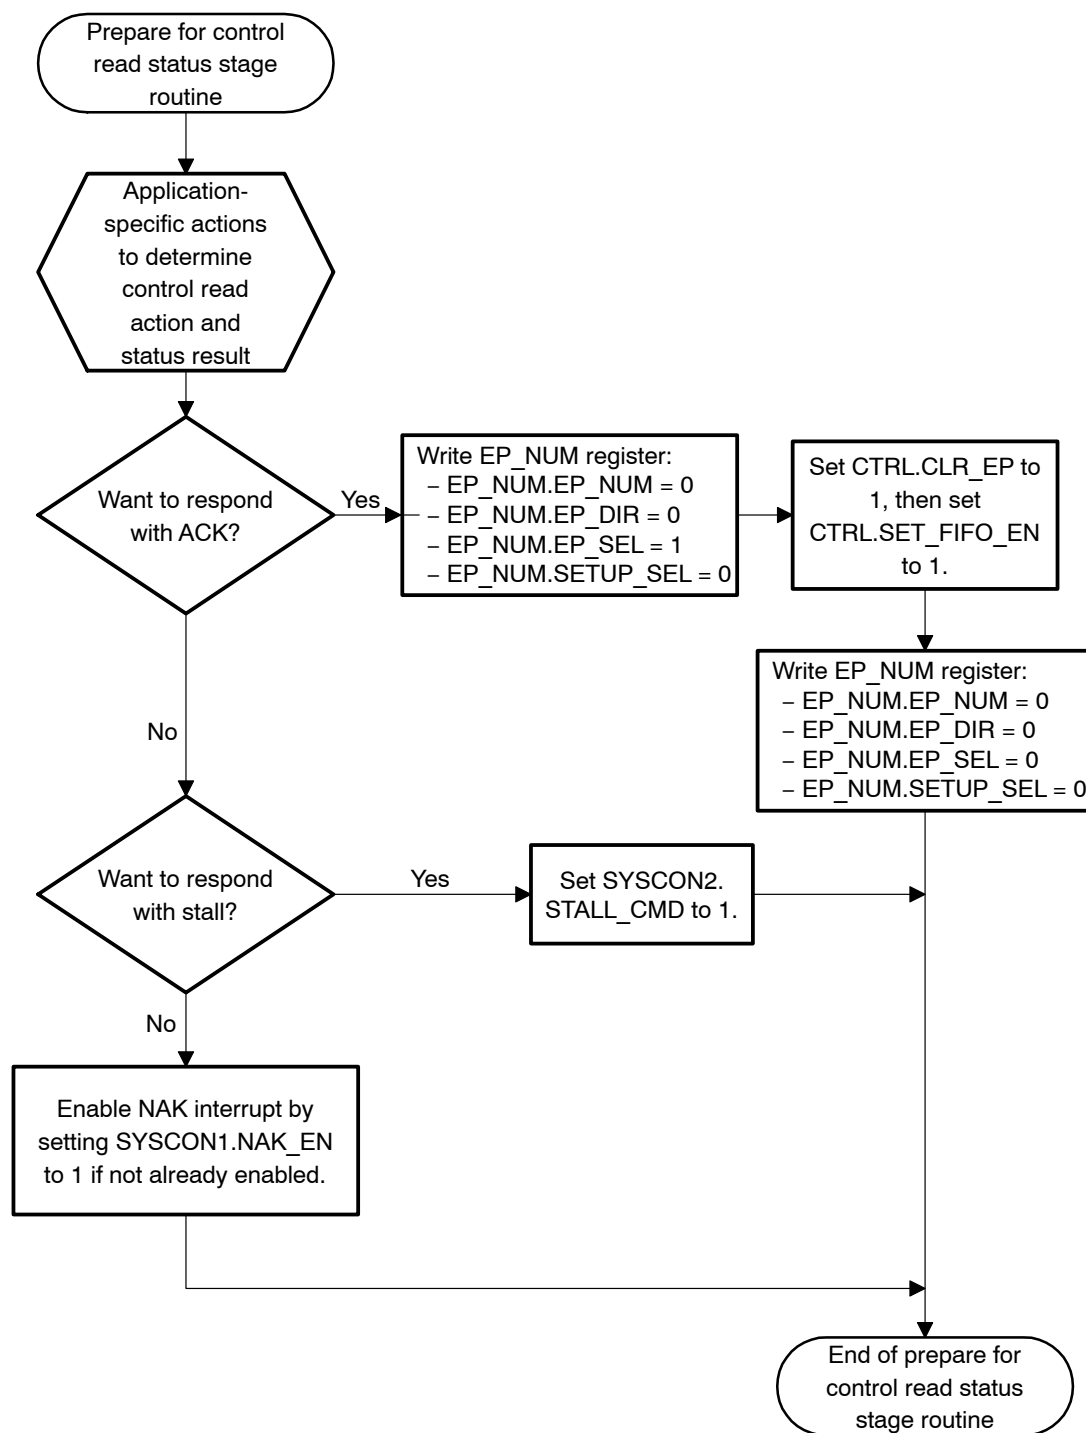 Prepare for control
read status stage
routine
Application-
specific actions
to determine
control read
action and
status result
Want to respond
with ACK?
Yes
Write EP_NUM register:
– EP_NUM.EP_NUM = 0
– EP_NUM.EP_DIR = 0
– EP_NUM.EP_SEL = 1
– EP_NUM.SETUP_SEL = 0
Set CTRL.CLR_EP to
1, then set
CTRL.SET_FIFO_EN
to 1.
Write EP_NUM register:
– EP_NUM.EP_NUM = 0
– EP_NUM.EP_DIR = 0
– EP_NUM.EP_SEL = 0
– EP_NUM.SETUP_SEL = 0
No
Want to respond
with stall?
Yes
Set SYSCON2.
STALL_CMD to 1.
No
Enable NAK interrupt by
setting SYSCON1.NAK_EN
to 1 if not already enabled.
End of prepare for
control read status
stage routine